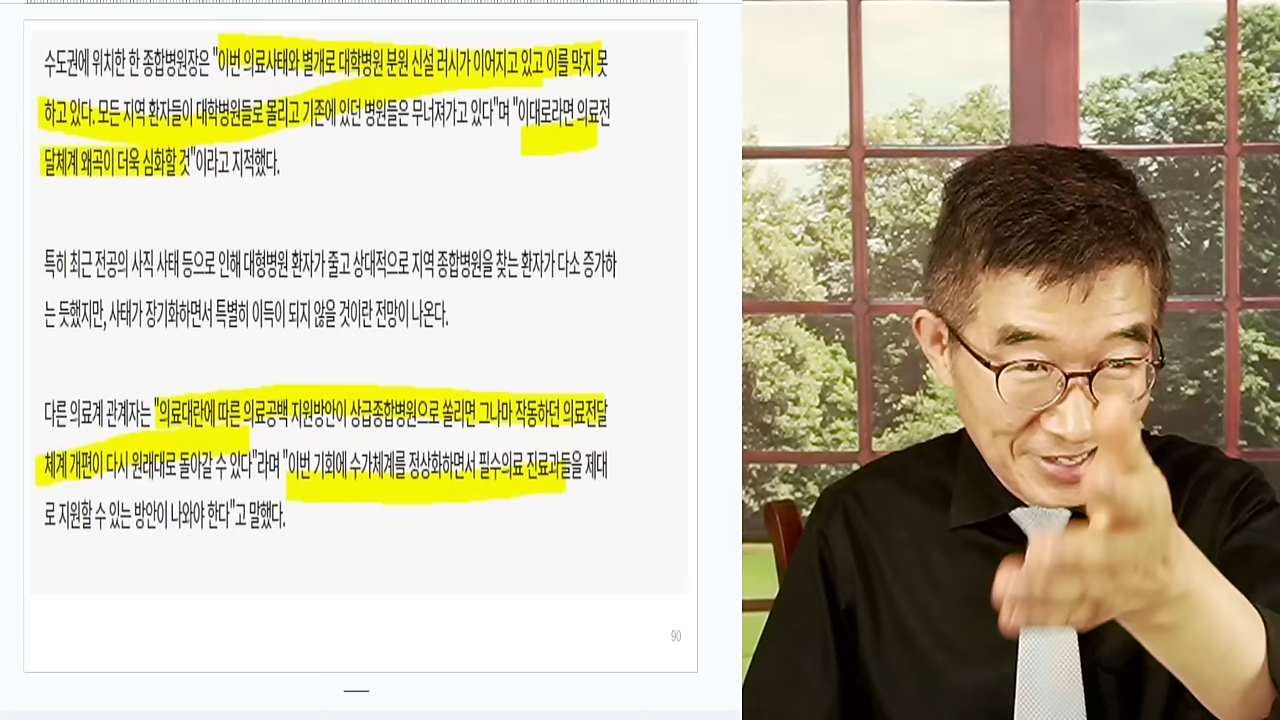 수도권에 위치한 한 종합병원장은 "이번 의료사태와 별개로 대학병원 분원 신설 러시가 이어지고 있고 이를 막지 못
하고 있다. 모든 지역 환자들이 대학병원들로 몰리고 기존에 있던 병원들은 무너져가고 있다"며 "이대로라면 의료전
달체계 왜곡이 더욱 심화할 것"이라고 지적했다.
특히 최근 전공의 사직 사태 등으로 인해 대형병원 환자가 줄고 상대적으로 지역 종합병원을 찾는 환자가 다소 증가하
는 듯했지만, 사태가 장기화하면서 특별히 이득이 되지 않을 것이란 전망이 나온다.
다른 의료계 관계자는 "의료대란에 따른 의료공백 지원방안이 상급종합병원으로 쏠리면 그나마 작동하던 의료전달
체계 개편이 다시 원래대로 돌아갈 수 있다"라며 "이번 기회에 수가체계를 정상화하면서 필수의료 진료과들을 제대
로 지원할 수 있는 방안이 나와야 한다"고 말했다.
90